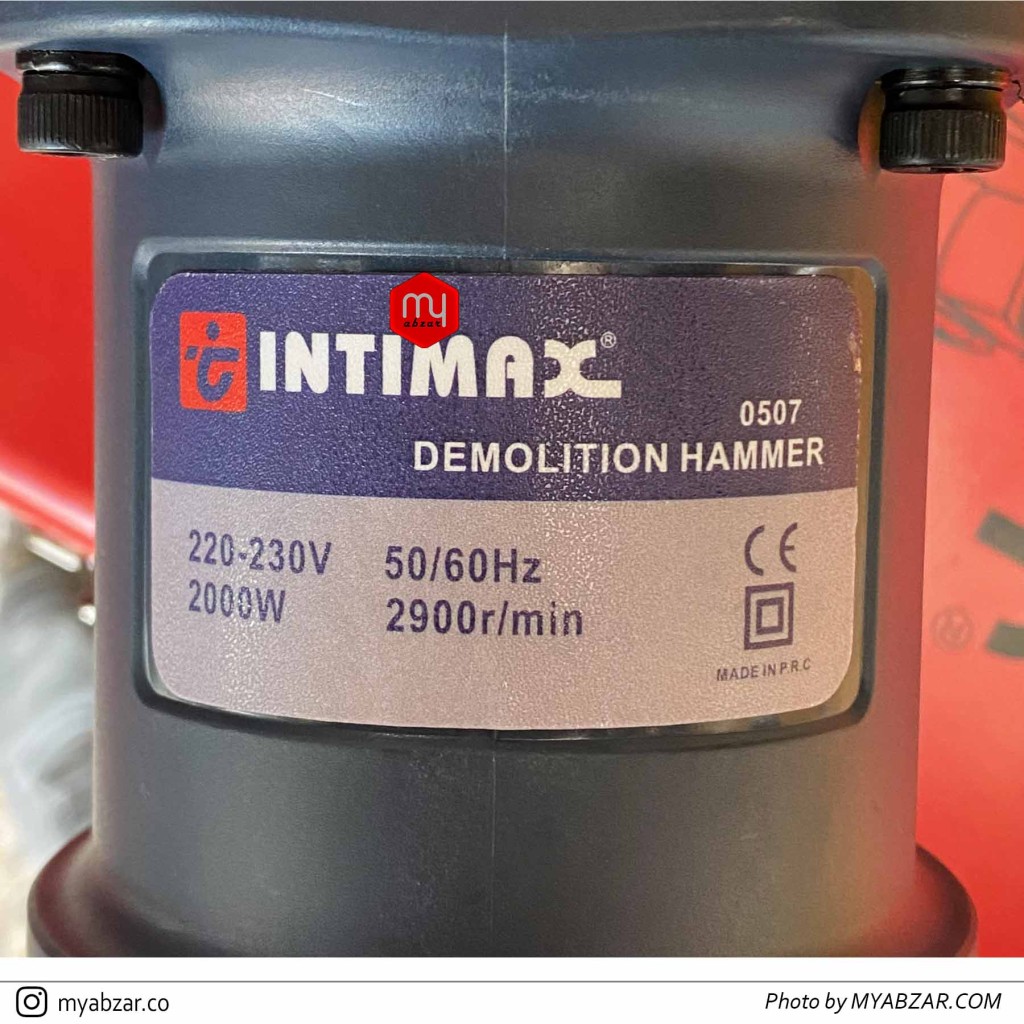 my
abzar
INTIMAX®
0507
DEMOLITION HAMMER
220-230V 50/60Hz
2000W 2900r/min
CE
MADE IN P.R.C
myabzar.co
Photo by MYABZAR.COM